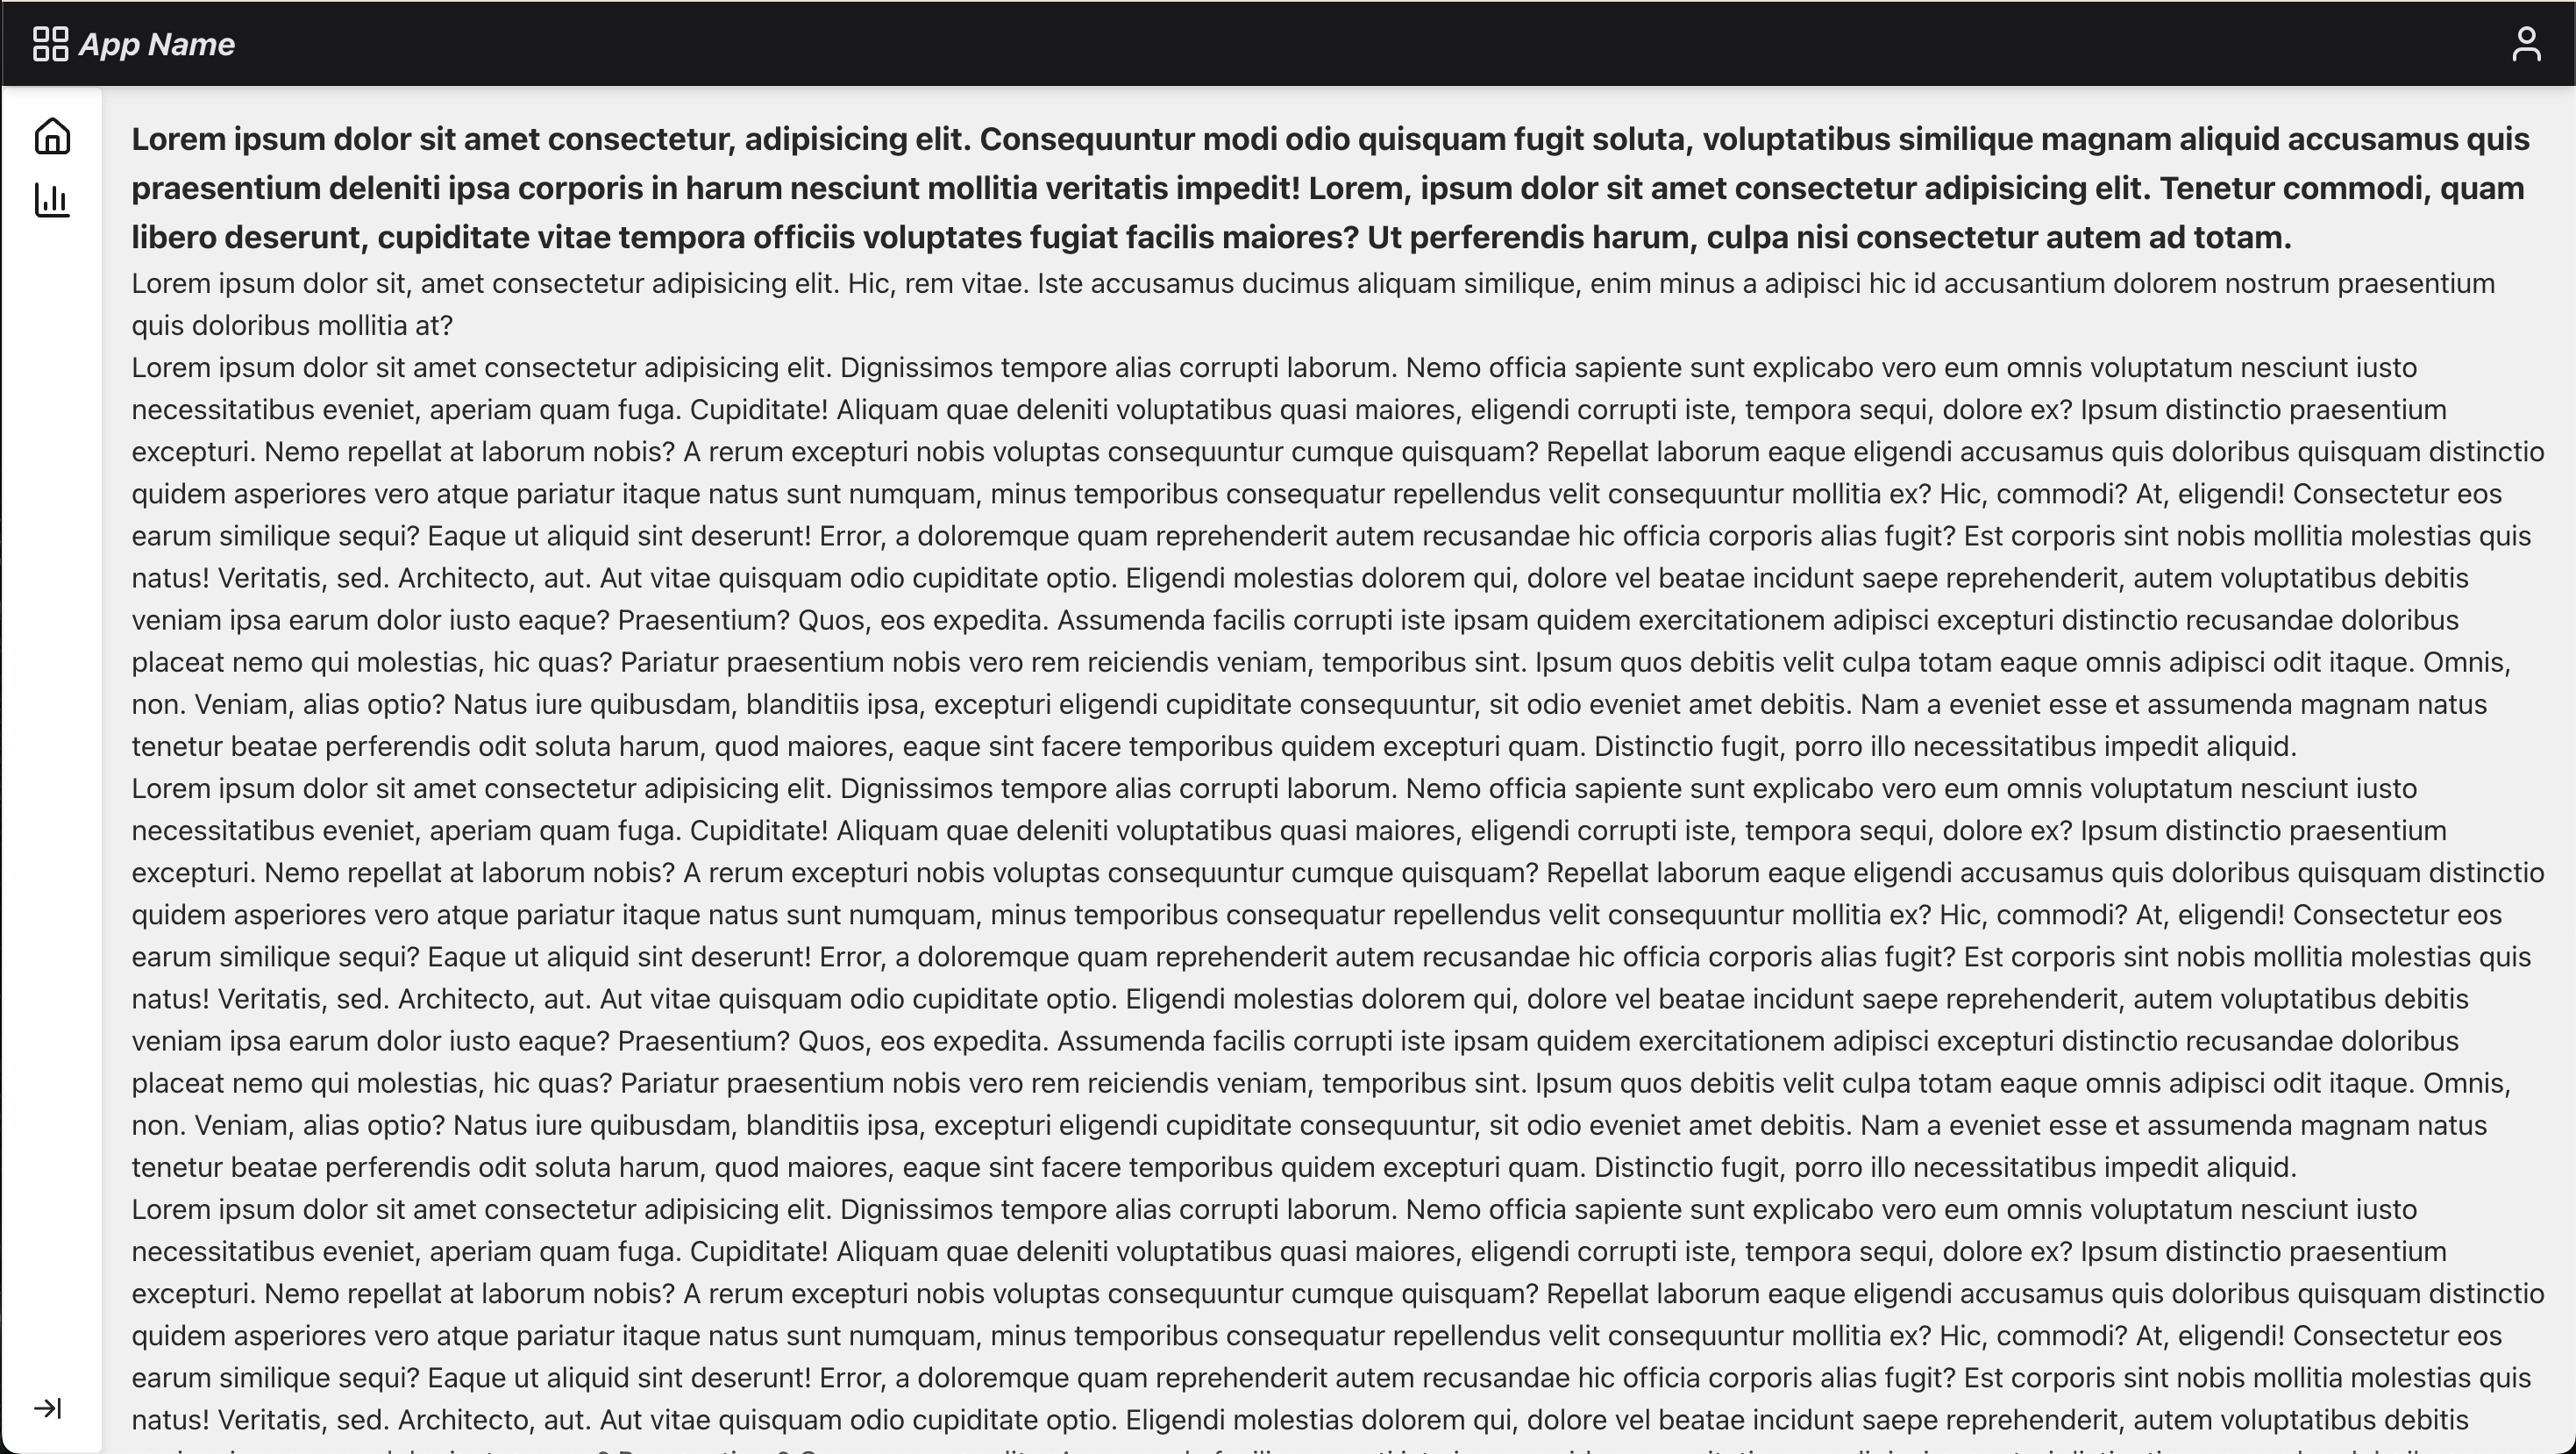 App Name
Lorem ipsum dolor sit amet consectetur, adipisicing elit. Consequuntur modi odio quisquam fugit soluta, voluptatibus similique magnam aliquid accusamus quis
praesentium deleniti ipsa corporis in harum nesciunt mollitia veritatis impedit! Lorem, ipsum dolor sit amet consectetur adipisicing elit. Tenetur commodi, quam
libero deserunt, cupiditate vitae tempora officiis voluptates fugiat facilis maiores? Ut perferendis harum, culpa nisi consectetur autem ad totam.
Lorem ipsum dolor sit, amet consectetur adipisicing elit. Hic, rem vitae. Iste accusamus ducimus aliquam similique, enim minus a adipisci hic id accusantium dolorem nostrum praesentium
quis doloribus mollitia at?
Lorem ipsum dolor sit amet consectetur adipisicing elit. Dignissimos tempore alias corrupti laborum. Nemo officia sapiente sunt explicabo vero eum omnis voluptatum nesciunt iusto
necessitatibus eveniet, aperiam quam fuga. Cupiditate! Aliquam quae deleniti voluptatibus quasi maiores, eligendi corrupti iste, tempora sequi, dolore ex? Ipsum distinctio praesentium
excepturi. Nemo repellat at laborum nobis? A rerum excepturi nobis voluptas consequuntur cumque quisquam? Repellat laborum eaque eligendi accusamus quis doloribus quisquam distinctio
quidem asperiores vero atque pariatur itaque natus sunt numquam, minus temporibus consequatur repellendus velit consequuntur mollitia ex? Hic, commodi? At, eligendi! Consectetur eos
earum similique sequi? Eaque ut aliquid sint deserunt! Error, a doloremque quam reprehenderit autem recusandae hic officia corporis alias fugit? Est corporis sint nobis mollitia molestias quis
natus! Veritatis, sed. Architecto, aut. Aut vitae quisquam odio cupiditate optio. Eligendi molestias dolorem qui, dolore vel beatae incidunt saepe reprehenderit, autem voluptatibus debitis
veniam ipsa earum dolor iusto eaque? Praesentium? Quos, eos expedita. Assumenda facilis corrupti iste ipsam quidem exercitationem adipisci excepturi distinctio recusandae doloribus
placeat nemo qui molestias, hic quas? Pariatur praesentium nobis vero rem reiciendis veniam, temporibus sint. Ipsum quos debitis velit culpa totam eaque omnis adipisci odit itaque. Omnis,
non. Veniam, alias optio? Natus iure quibusdam, blanditiis ipsa, excepturi eligendi cupiditate consequuntur, sit odio eveniet amet debitis. Nam a eveniet esse et assumenda magnam natus
tenetur beatae perferendis odit soluta harum, quod maiores, eaque sint facere temporibus quidem excepturi quam. Distinctio fugit, porro illo necessitatibus impedit aliquid.
Lorem ipsum dolor sit amet consectetur adipisicing elit. Dignissimos tempore alias corrupti laborum. Nemo officia sapiente sunt explicabo vero eum omnis voluptatum nesciunt iusto
necessitatibus eveniet, aperiam quam fuga. Cupiditate! Aliquam quae deleniti voluptatibus quasi maiores, eligendi corrupti iste, tempora sequi, dolore ex? Ipsum distinctio praesentium
excepturi. Nemo repellat at laborum nobis? A rerum excepturi nobis voluptas consequuntur cumque quisquam? Repellat laborum eaque eligendi accusamus quis doloribus quisquam distinctio
quidem asperiores vero atque pariatur itaque natus sunt numquam, minus temporibus consequatur repellendus velit consequuntur mollitia ex? Hic, commodi? At, eligendi! Consectetur eos
earum similique sequi? Eaque ut aliquid sint deserunt! Error, a doloremque quam reprehenderit autem recusandae hic officia corporis alias fugit? Est corporis sint nobis mollitia molestias quis
natus! Veritatis, sed. Architecto, aut. Aut vitae quisquam odio cupiditate optio. Eligendi molestias dolorem qui, dolore vel beatae incidunt saepe reprehenderit, autem voluptatibus debitis
veniam ipsa earum dolor iusto eaque? Praesentium? Quos, eos expedita. Assumenda facilis corrupti iste ipsam quidem exercitationem adipisci excepturi distinctio recusandae doloribus
placeat nemo qui molestias, hic quas? Pariatur praesentium nobis vero rem reiciendis veniam, temporibus sint. Ipsum quos debitis velit culpa totam eaque omnis adipisci odit itaque. Omnis,
non. Veniam, alias optio? Natus iure quibusdam, blanditiis ipsa, excepturi eligendi cupiditate consequuntur, sit odio eveniet amet debitis. Nam a eveniet esse et assumenda magnam natus
tenetur beatae perferendis odit soluta harum, quod maiores, eaque sint facere temporibus quidem excepturi quam. Distinctio fugit, porro illo necessitatibus impedit aliquid.
Lorem ipsum dolor sit amet consectetur adipisicing elit. Dignissimos tempore alias corrupti laborum. Nemo officia sapiente sunt explicabo vero eum omnis voluptatum nesciunt iusto
necessitatibus eveniet, aperiam quam fuga. Cupiditate! Aliquam quae deleniti voluptatibus quasi maiores, eligendi corrupti iste, tempora sequi, dolore ex? Ipsum distinctio praesentium
excepturi. Nemo repellat at laborum nobis? A rerum excepturi nobis voluptas consequuntur cumque quisquam? Repellat laborum eaque eligendi accusamus quis doloribus quisquam distinctio
quidem asperiores vero atque pariatur itaque natus sunt numquam, minus temporibus consequatur repellendus velit consequuntur mollitia ex? Hic, commodi? At, eligendi! Consectetur eos
earum similique sequi? Eaque ut aliquid sint deserunt! Error, a doloremque quam reprehenderit autem recusandae hic officia corporis alias fugit? Est corporis sint nobis mollitia molestias quis
natus! Veritatis, sed. Architecto, aut. Aut vitae quisquam odio cupiditate optio. Eligendi molestias dolorem qui, dolore vel beatae incidunt saepe reprehenderit, autem voluptatibus debitis